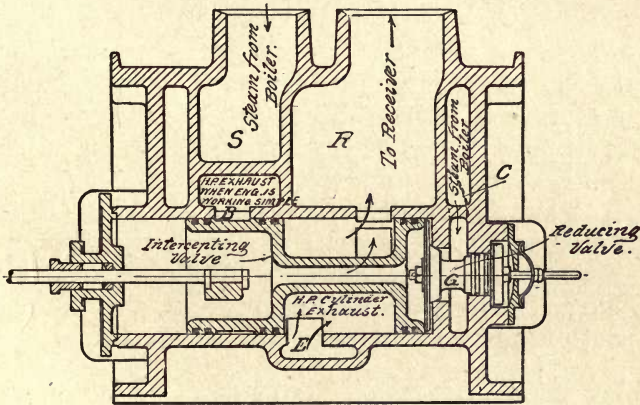 Steam from
Boiler.
S
R
To Receiver
Steam from
Boiler
C
H.P. EXHAUST
WHEN ENG. IS
WORKING SIMPLE
B
Intercepting
Valve
Reducing
Valve.
G
H.P. Cylinder
Exhaust.
E